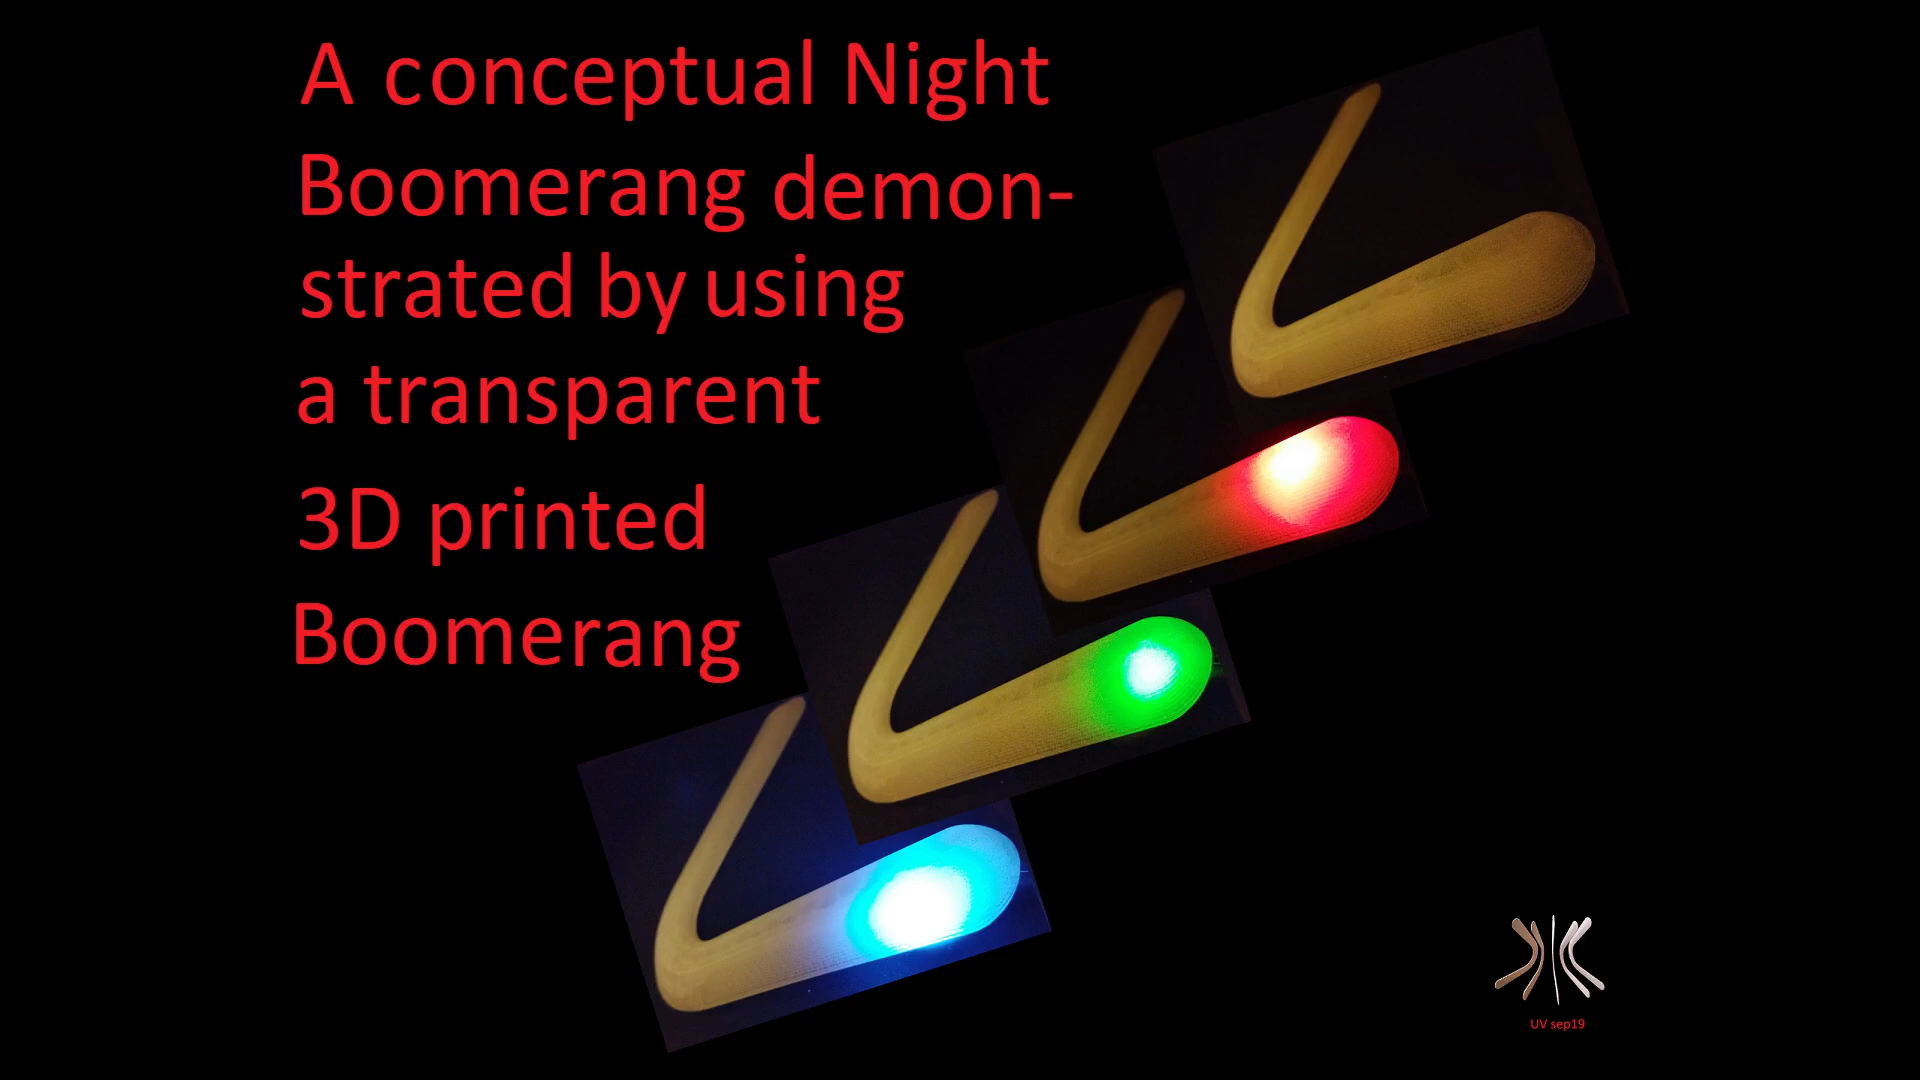 A conceptual Night
Boomerang demon-
strated by using
a transparent
3D printed
Boomerang
UV sep19